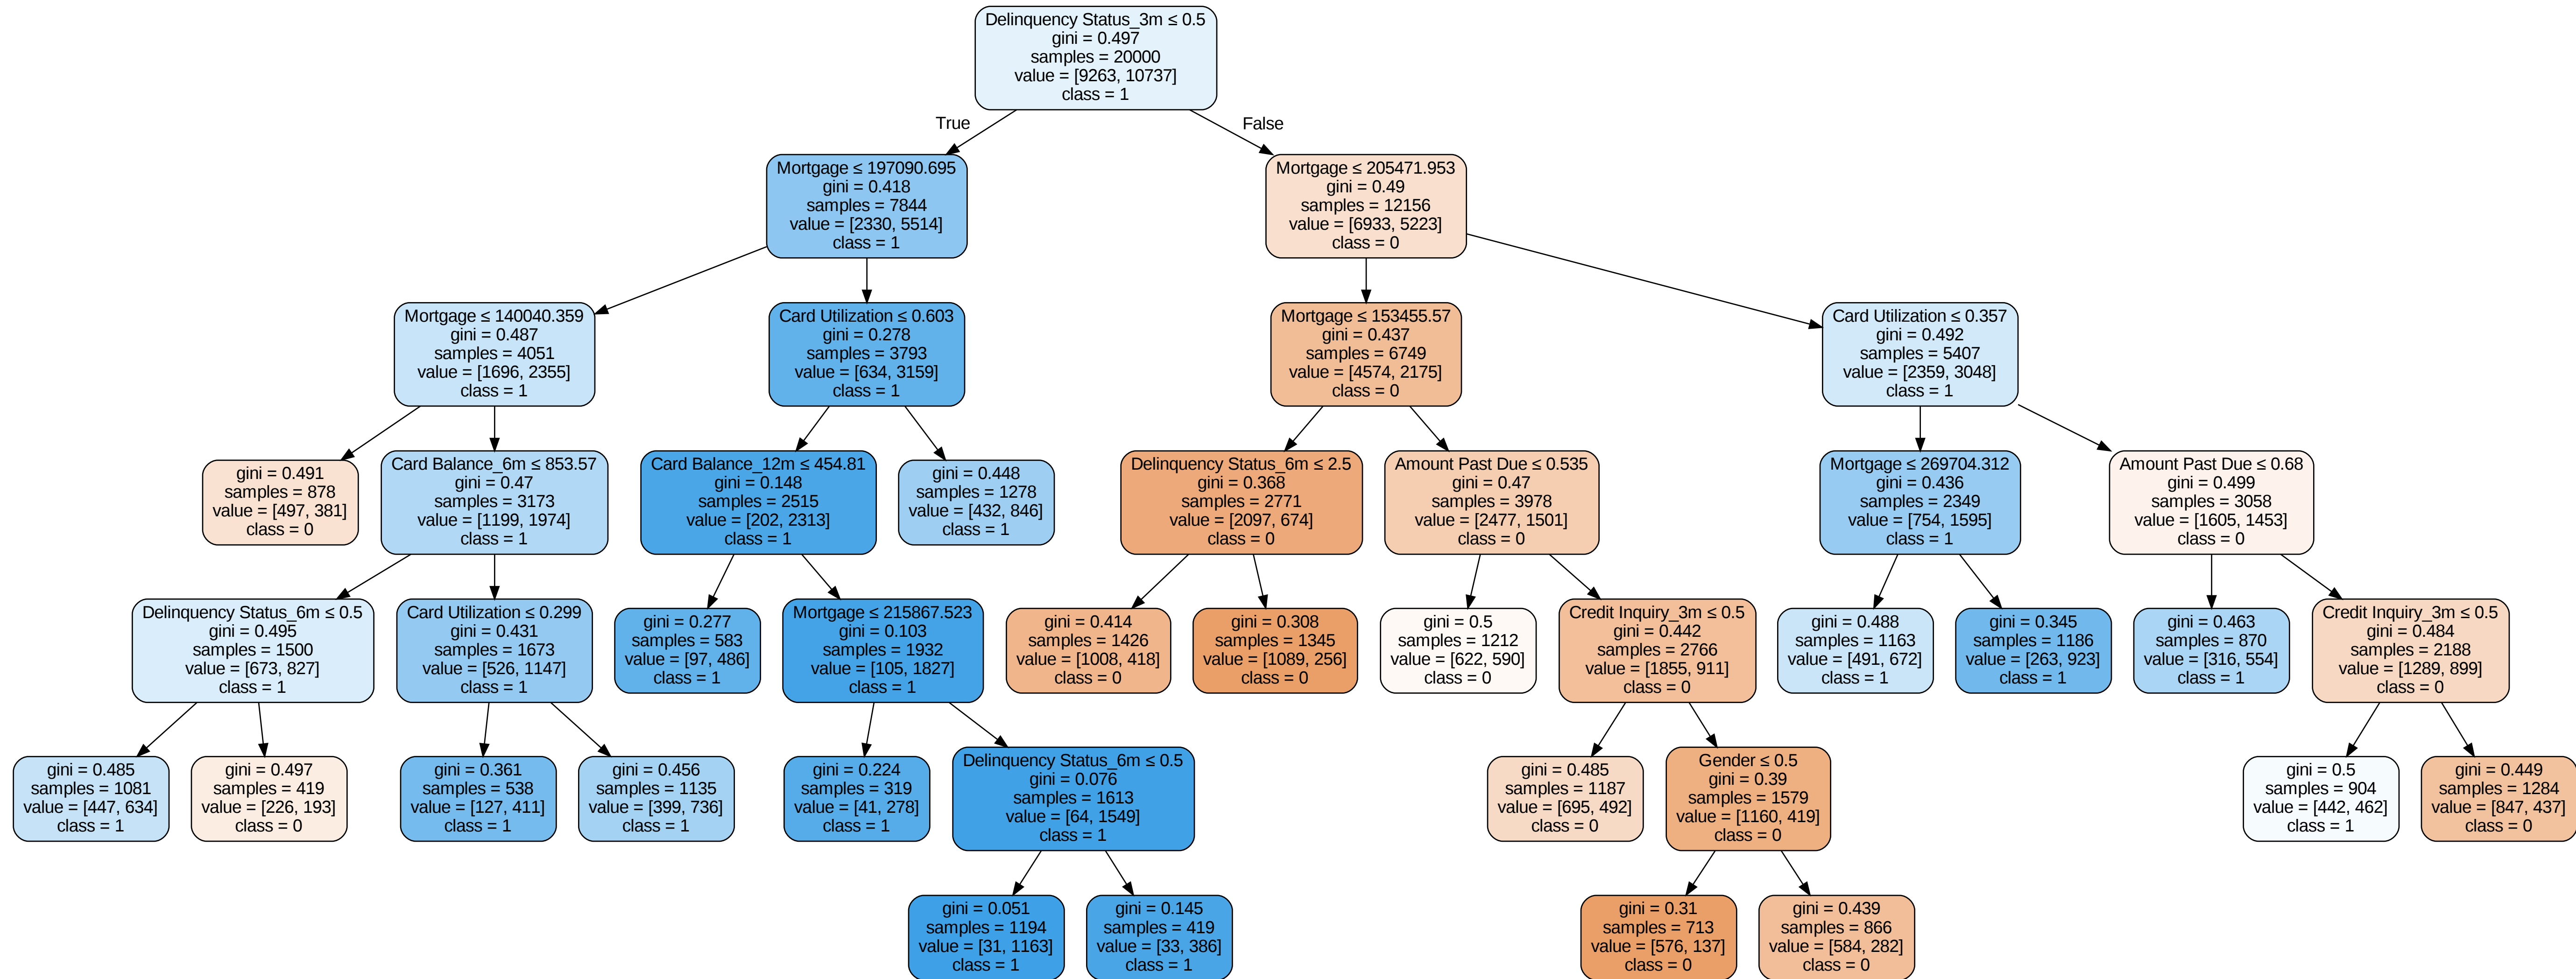 Delinquency Status_3m ≤ 0.5
gini = 0.497
samples = 20000
value = [9263, 10737]
class = 1
True
False
Mortgage ≤ 197090.695
gini = 0.418
samples = 7844
value = [2330, 5514]
class = 1
Mortgage ≤ 205471.953
gini = 0.49
samples = 12156
value = [6933, 5223]
class = 0
Mortgage ≤ 140040.359
gini = 0.487
samples = 4051
value = [1696, 2355]
class = 1
Card Utilization ≤ 0.603
gini = 0.278
samples = 3793
value = [634, 3159]
class = 1
Mortgage ≤ 153455.57
gini = 0.437
samples = 6749
value = [4574, 2175]
class = 0
Card Utilization ≤ 0.357
gini = 0.492
samples = 5407
value = [2359, 3048]
class = 1
gini = 0.491
samples = 878
value = [497, 381]
class = 0
Card Balance_6m ≤ 853.57
gini = 0.47
samples = 3173
value = [1199, 1974]
class = 1
Card Balance_12m ≤ 454.81
gini = 0.148
samples = 2515
value = [202, 2313]
class = 1
gini = 0.448
samples = 1278
value = [432, 846]
class = 1
Delinquency Status_6m ≤ 2.5
gini = 0.368
samples = 2771
value = [2097, 674]
class = 0
Amount Past Due ≤ 0.535
gini = 0.47
samples = 3978
value = [2477, 1501]
class = 0
Mortgage ≤ 269704.312
gini = 0.436
samples = 2349
value = [754, 1595]
class = 1
Amount Past Due ≤ 0.68
gini = 0.499
samples = 3058
value = [1605, 1453]
class = 0
Delinquency Status_6m ≤ 0.5
gini = 0.495
samples = 1500
value = [673, 827]
class = 1
Card Utilization ≤ 0.299
gini = 0.431
samples = 1673
value = [526, 1147]
class = 1
gini = 0.277
samples = 583
value = [97, 486]
class = 1
Mortgage ≤ 215867.523
gini = 0.103
samples = 1932
value = [105, 1827]
class = 1
gini = 0.414
samples = 1426
value = [1008, 418]
class = 0
gini = 0.308
samples = 1345
value = [1089, 256]
class = 0
gini = 0.5
samples = 1212
value = [622, 590]
class = 0
Credit Inquiry_3m ≤ 0.5
gini = 0.442
samples = 2766
value = [1855, 911]
class = 0
gini = 0.488
samples = 1163
value = [491, 672]
class = 1
gini = 0.345
samples = 1186
value = [263, 923]
class = 1
gini = 0.463
samples = 870
value = [316, 554]
class = 1
Credit Inquiry_3m ≤ 0.5
gini = 0.484
samples = 2188
value = [1289, 899]
class = 0
gini = 0.485
samples = 1081
value = [447, 634]
class = 1
gini = 0.497
samples = 419
value = [226, 193]
class = 0
gini = 0.361
samples = 538
value = [127, 411]
class = 1
gini = 0.456
samples = 1135
value = [399, 736]
class = 1
gini = 0.224
samples = 319
value = [41, 278]
class = 1
Delinquency Status_6m ≤ 0.5
gini = 0.076
samples = 1613
value = [64, 1549]
class = 1
gini = 0.485
samples = 1187
value = [695, 492]
class = 0
Gender ≤ 0.5
gini = 0.39
samples = 1579
value = [1160, 419]
class = 0
gini = 0.5
samples = 904
value = [442, 462]
class = 1
gini = 0.449
samples = 1284
value = [847, 437]
class = 0
gini = 0.051
samples = 1194
value = [31, 1163]
class = 1
gini = 0.145
samples = 419
value = [33, 386]
class = 1
gini = 0.31
samples = 713
value = [576, 137]
class = 0
gini = 0.439
samples = 866
value = [584, 282]
class = 0